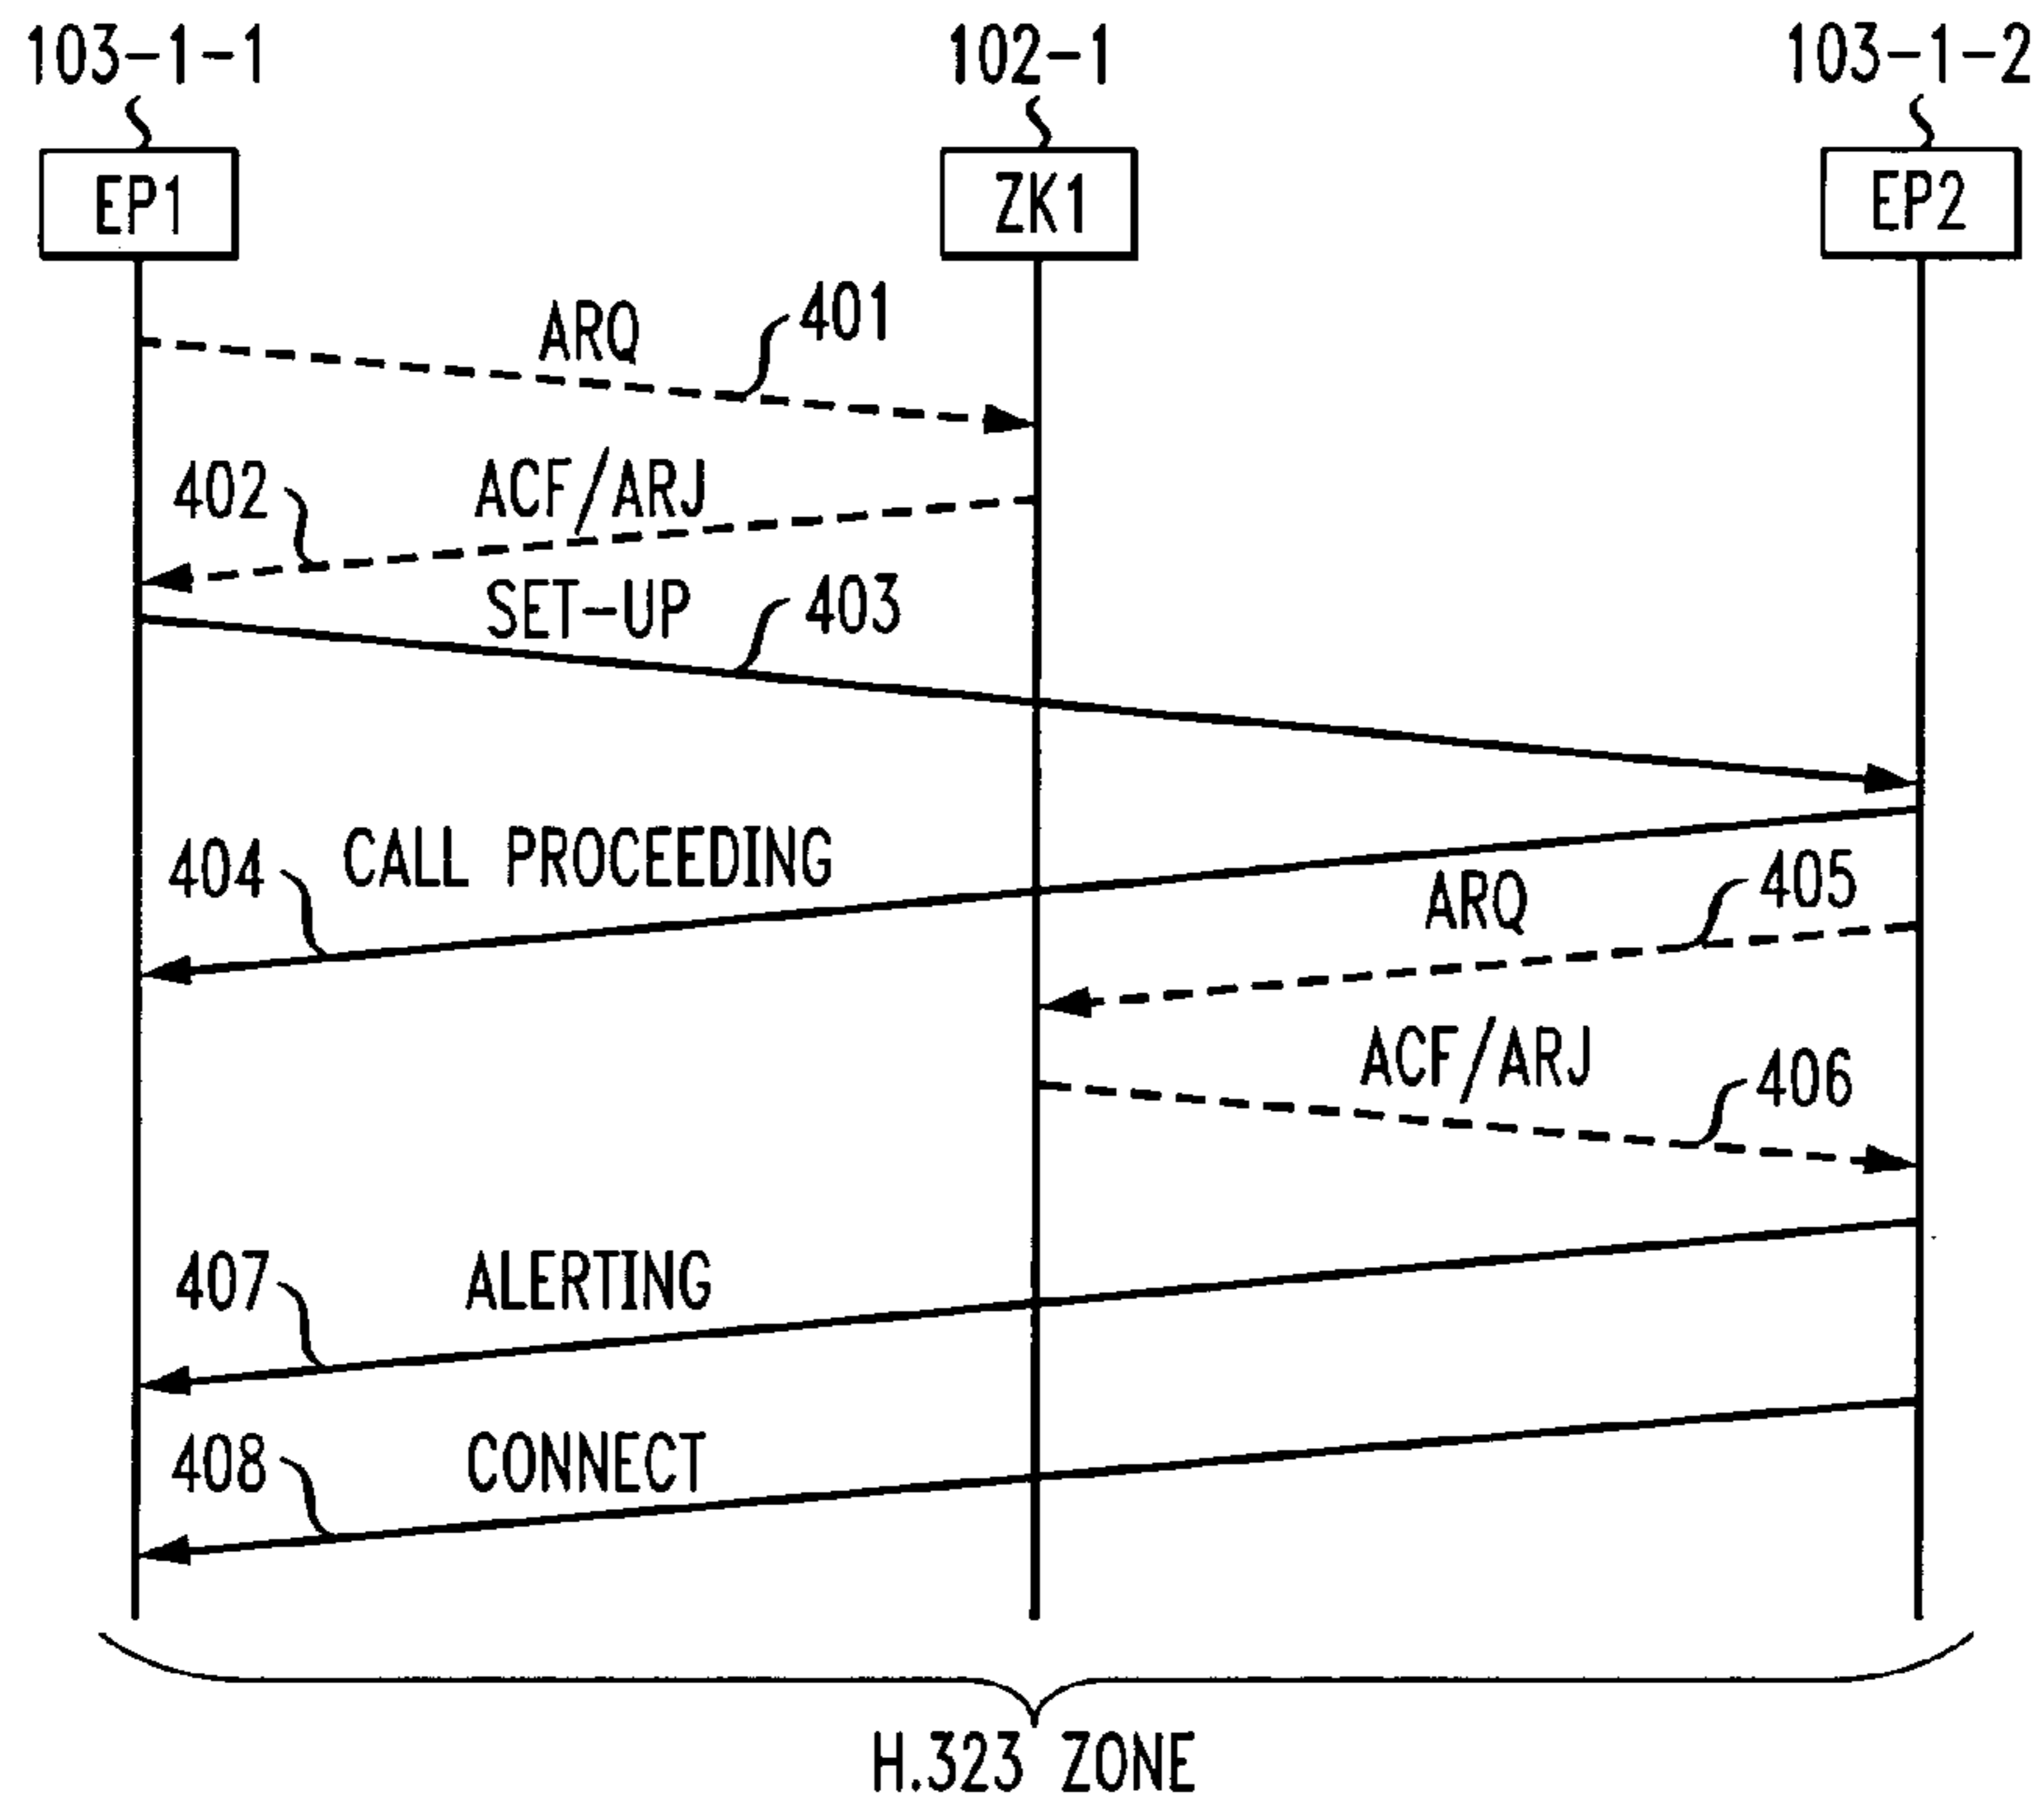 103-1-1 102-1 103-1-2
EP1 ZK1 EP2
ARQ 401
402 ACF/ARJ
SET-UP 403
404 CALL PROCEEDING
ARQ 405
ACF/ARJ 406
407 ALERTING
408 CONNECT
H.323 ZONE